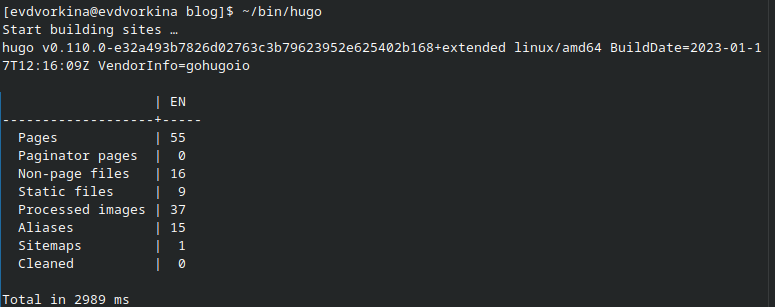 [evdvorkina@evdvorkina blog]$ ~/bin/hugo
Start building sites …
hugo v0.110.0-e32a493b7826d02763c3b79623952e625402b168+extended linux/amd64 BuildDate=2023-01-1
7T12:16:09Z VendorInfo=gohugoio
                   | EN
-------------------+-----
  Pages            | 55
  Paginator pages  |  0
  Non-page files   | 16
  Static files     |  9
  Processed images | 37
  Aliases          | 15
  Sitemaps         |  1
  Cleaned          |  0
Total in 2989 ms